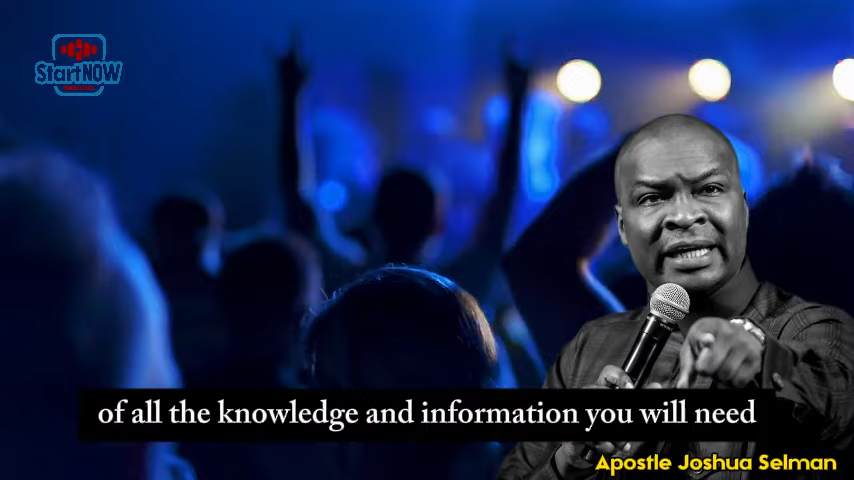 StartNOW
of all the knowledge and information you will need
Apostle Joshua Selman